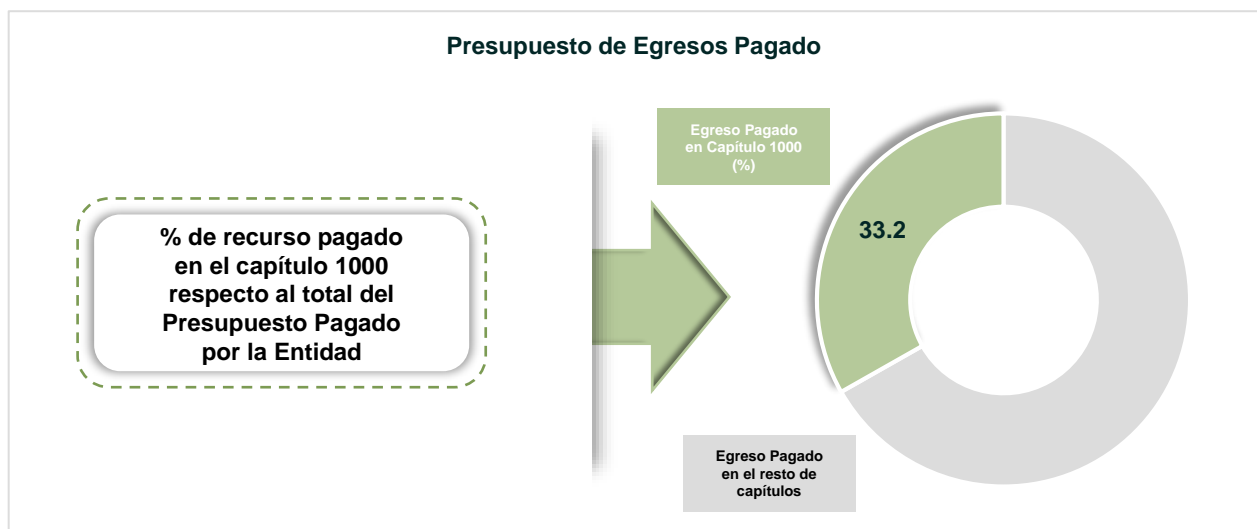 Presupuesto de Egresos Pagado
Egreso Pagado
en Capítulo 1000
(%)
33.2
% de recurso pagado
en el capítulo 1000
respecto al total del
Presupuesto Pagado
por la Entidad
Egreso Pagado
en el resto de
capítulos